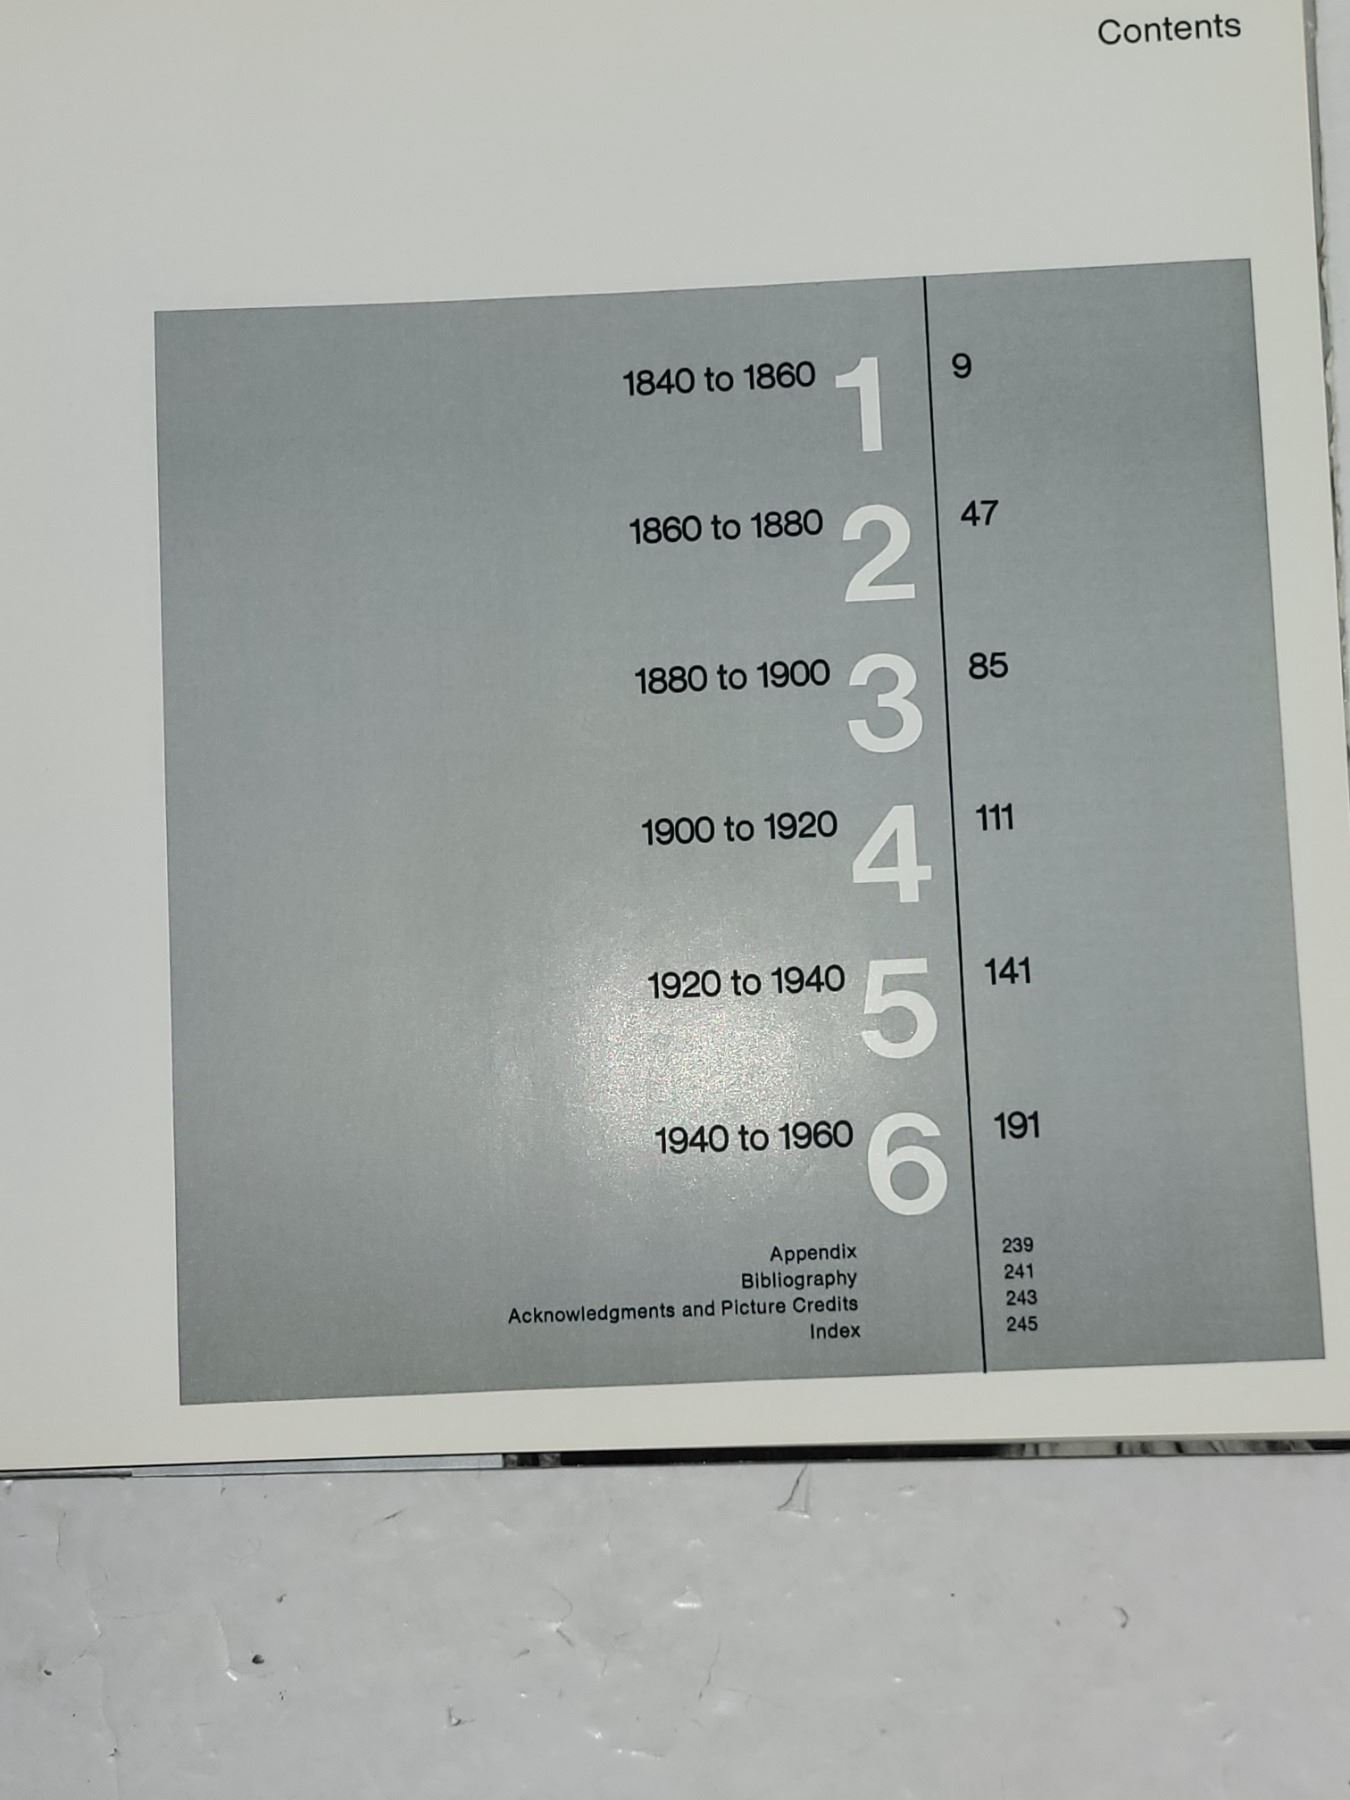 Contents
1840 to 1860 1 9
1860 to 1880 2 47
1880 to 1900 3 85
1900 to 1920 4 111
1920 to 1940 5 141
1940 to 1960 6 191
Appendix 239
Bibliography 241
Acknowledgments and Picture Credits 243
Index 245